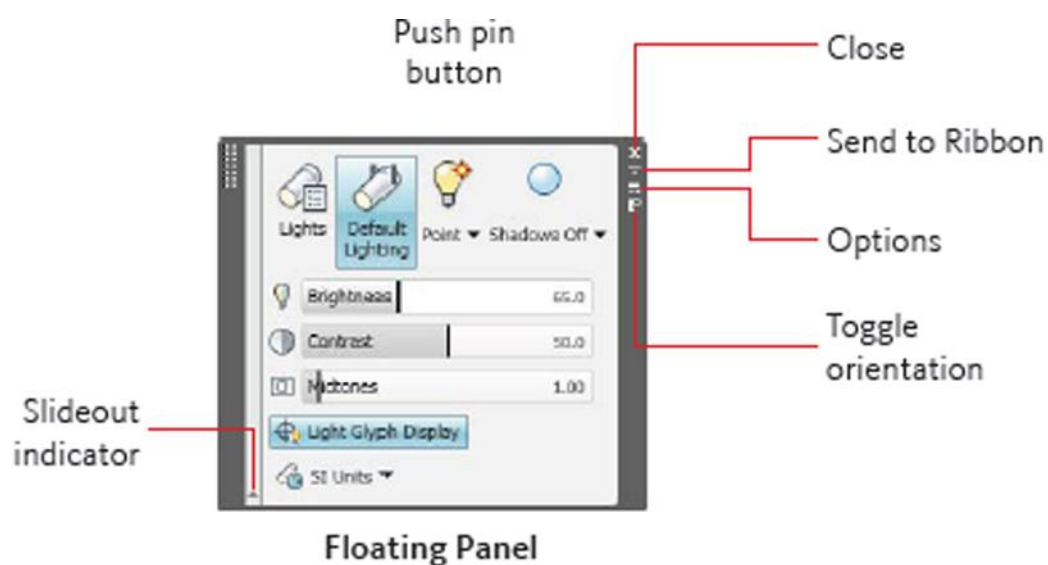 Push pin
button
Close
Send to Ribbon
Options
Toggle
orientation
Lights
Default
Lighting
Point
Shadows Off
Brightness 65.0
Contrast 50.0
Midtones 1.00
Light Glyph Display
SI Units
Slideout
indicator
Floating Panel